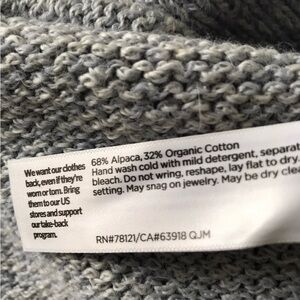 We want our clothes
back, even if they're
worn or torn. Bring
them to our US
stores and support
our take-back
program.
68% Alpaca, 32% Organic Cotton
Hand wash cold with mild detergent, separat
bleach. Do not wring, reshape, lay flat to dry
setting. May snag on jewelry. May be dry clea
RN#78121/CA#63918 QJM